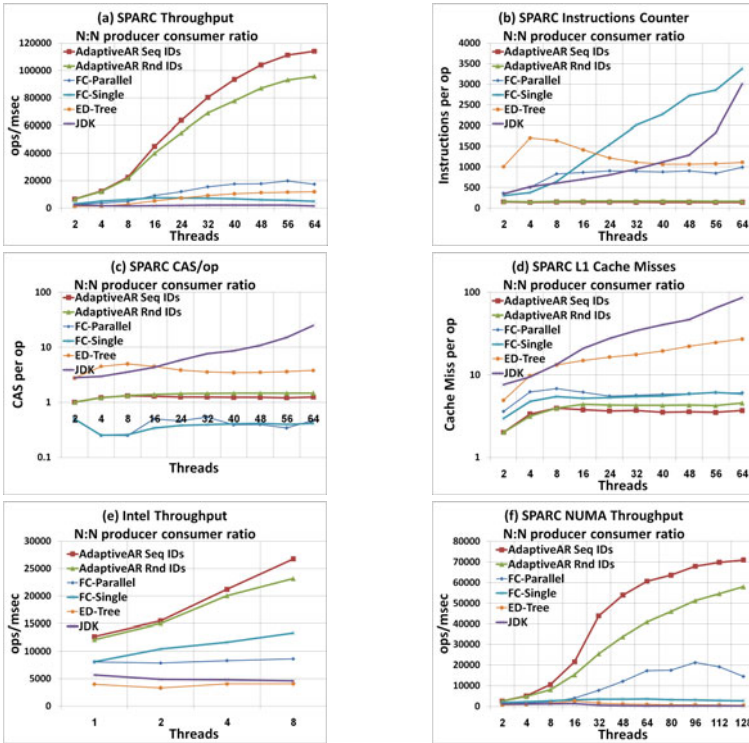 (a) SPARC Throughput
N:N producer consumer ratio
120000
100000
80000
60000
40000
20000
0
ops/msec
AdaptiveAR Seq IDs
AdaptiveAR Rnd IDs
FC-Parallel
FC-Single
ED-Tree
JDK
2 4 8 16 24 32 40 48 56 64
Threads
(b) SPARC Instructions Counter
N:N producer consumer ratio
4000
3500
3000
2500
2000
1500
1000
500
0
Instructions per op
AdaptiveAR Seq IDs
AdaptiveAR Rnd IDs
FC-Parallel
FC-Single
ED-Tree
JDK
2 4 8 16 24 32 40 48 56 64
Threads
(c) SPARC CAS/op
N:N producer consumer ratio
100
10
1
0.1
CAS per op
AdaptiveAR Seq IDs
AdaptiveAR Rnd IDs
FC-Parallel
FC-Single
ED-Tree
JDK
2 4 8 16 24 32 40 48 56 64
Threads
(d) SPARC L1 Cache Misses
N:N producer consumer ratio
100
10
1
Cache Miss per op
AdaptiveAR Seq IDs
AdaptiveAR Rnd IDs
FC-Parallel
FC-Single
ED-Tree
JDK
2 4 8 16 24 32 40 48 56 64
Threads
(e) Intel Throughput
N:N producer consumer ratio
30000
25000
20000
15000
10000
5000
0
ops/msec
AdaptiveAR Seq IDs
AdaptiveAR Rnd IDs
FC-Parallel
FC-Single
ED-Tree
JDK
1 2 4 8
Threads
(f) SPARC NUMA Throughput
N:N producer consumer ratio
80000
70000
60000
50000
40000
30000
20000
10000
0
ops/msec
AdaptiveAR Seq IDs
AdaptiveAR Rnd IDs
FC-Parallel
FC-Single
ED-Tree
JDK
2 4 8 16 32 48 64 80 96 112 128
Threads